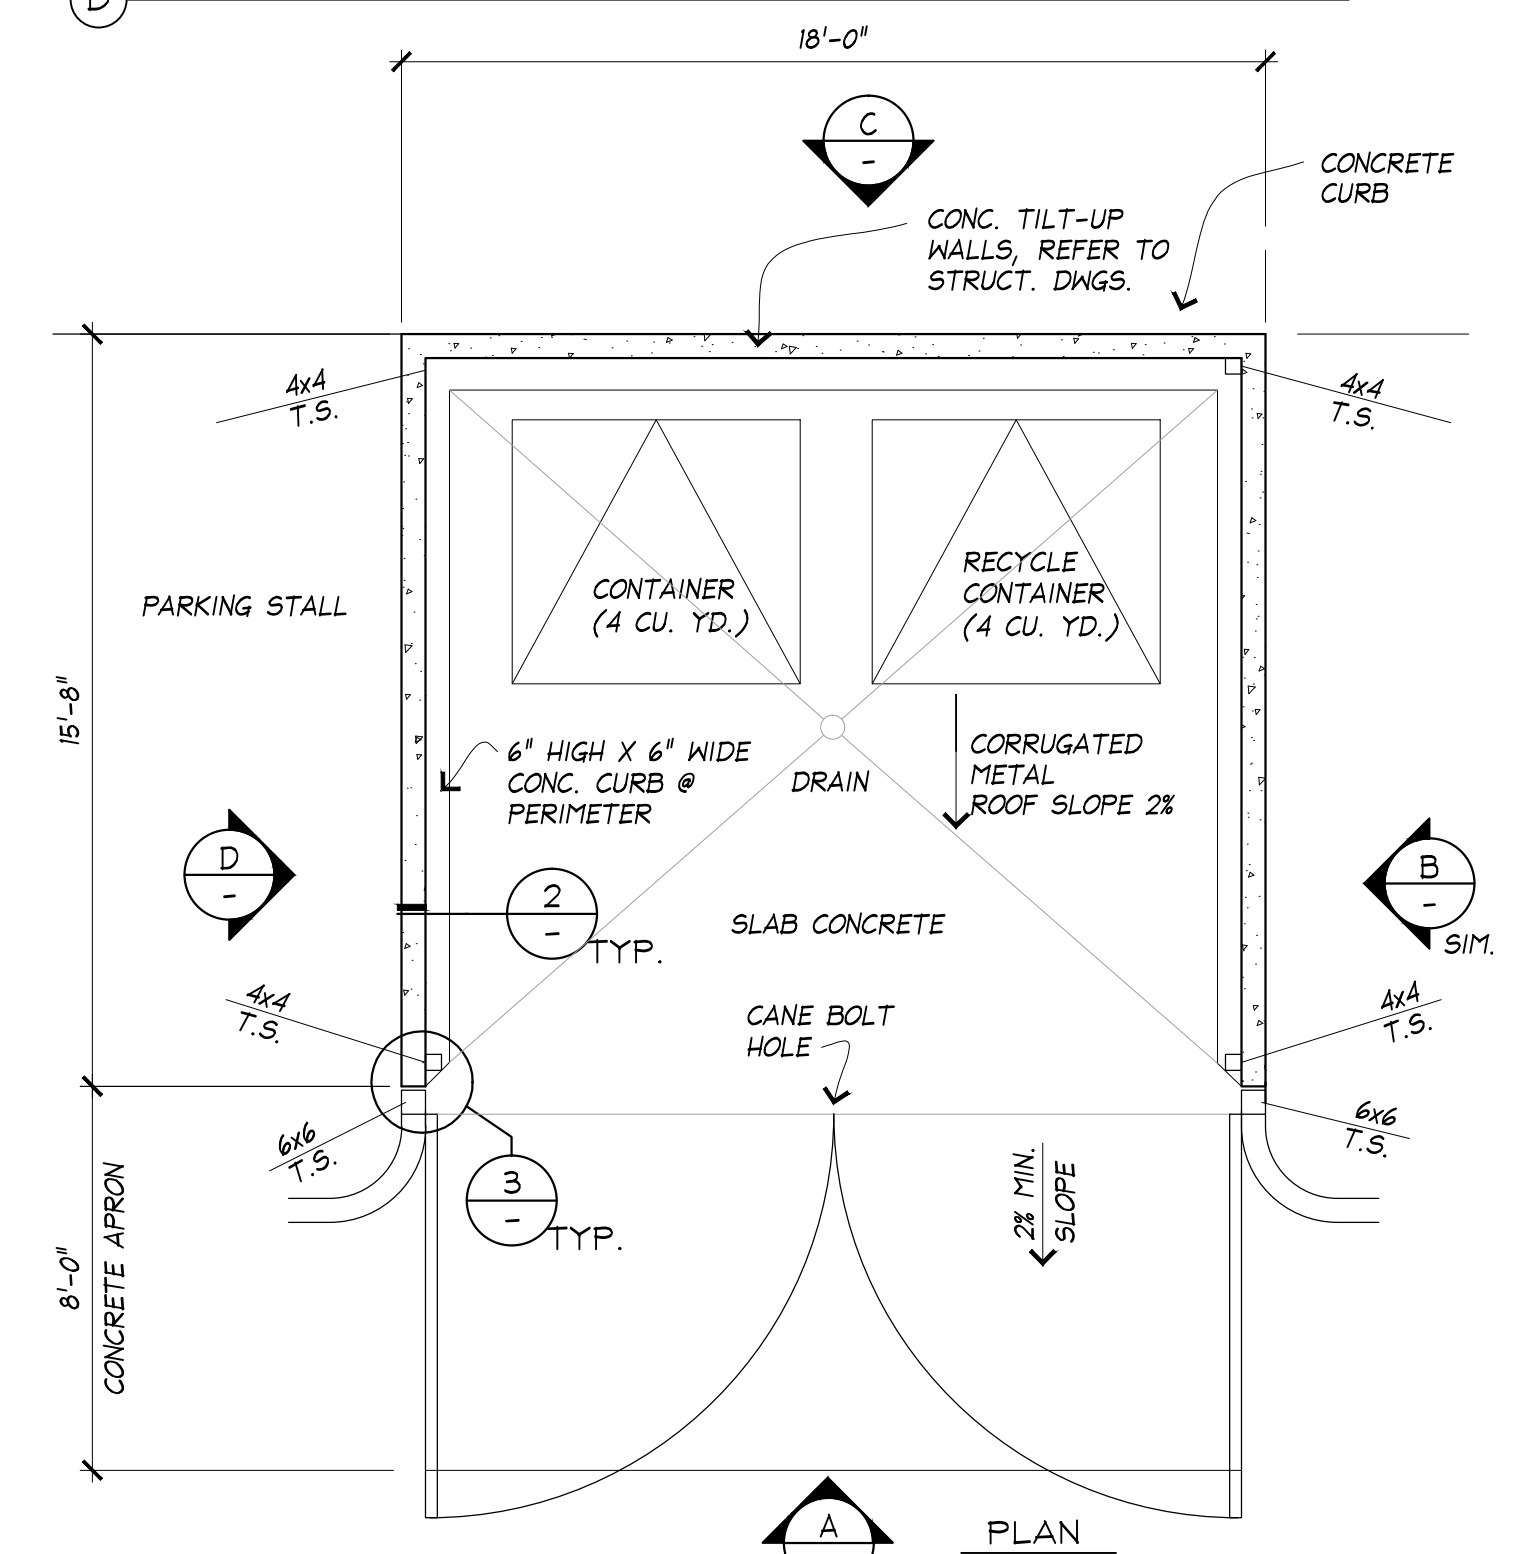 D
18'-0"
C
-
CONCRETE
CURB
CONC. TILT-UP
WALLS, REFER TO
STRUCT. DWGS.
4x4
T.S.
4x4
T.S.
RECYCLE
CONTAINER
(4 CU. YD.)
CONTAINER
(4 CU. YD.)
PARKING STALL
15'-8"
6" HIGH X 6" WIDE
CONC. CURB @
PERIMETER
DRAIN
CORRUGATED
METAL
ROOF SLOPE 2%
D
-
B
-
SIM.
2
-
TYP.
SLAB CONCRETE
4x4
T.S.
CANE BOLT
HOLE
4x4
T.S.
6x6
T.S.
6x6
T.S.
3
-
TYP.
2% MIN.
SLOPE
8'-0"
CONCRETE APRON
A
PLAN